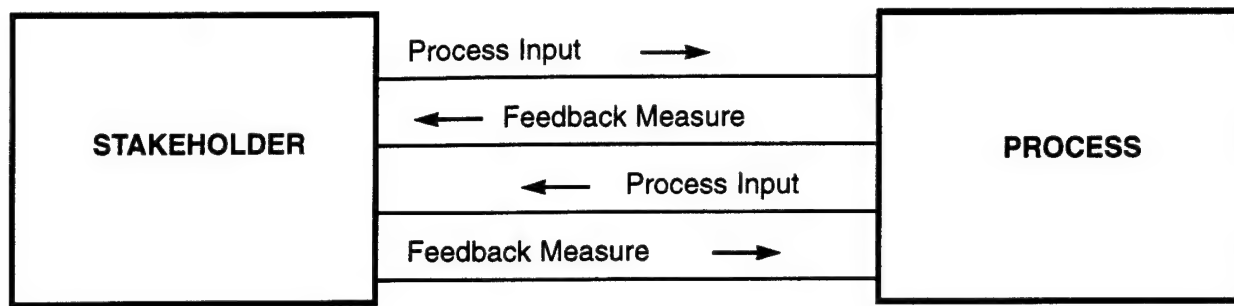 Process Input
Feedback Measure
STAKEHOLDER
PROCESS
Process Input
Feedback Measure